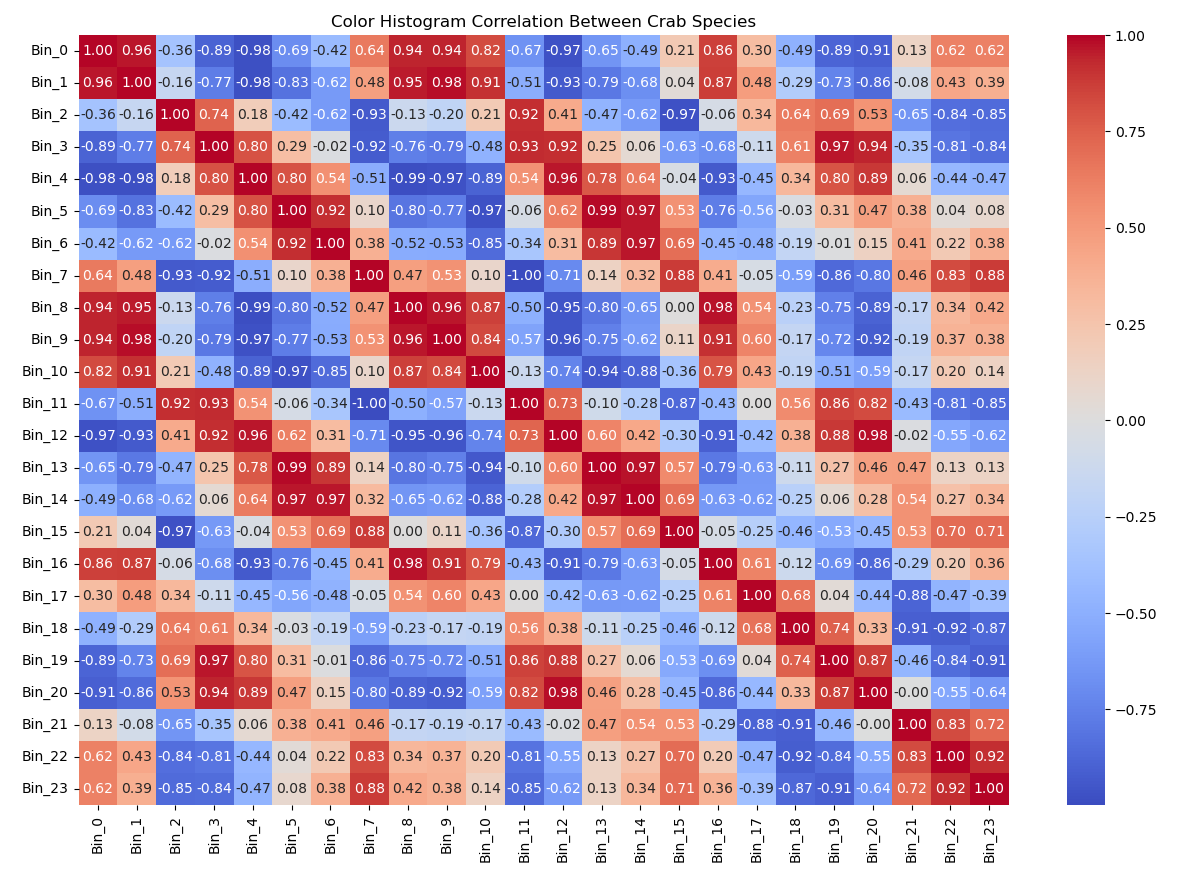 Color Histogram Correlation Between Crab Species
Bin_0 1.00 0.96 -0.36 -0.89 -0.98 -0.69 -0.42 0.64 0.94 0.94 0.82 -0.67 -0.97 -0.65 -0.49 0.21 0.86 0.30 -0.49 -0.89 -0.91 0.13 0.62 0.62
Bin_1 0.96 1.00 -0.16 -0.77 -0.98 -0.83 -0.62 0.48 0.95 0.98 0.91 -0.51 -0.93 -0.79 -0.68 0.04 0.87 0.48 -0.29 -0.73 -0.86 -0.08 0.43 0.39
Bin_2 -0.36 -0.16 1.00 0.74 0.18 -0.42 -0.62 -0.93 -0.13 -0.20 0.21 0.92 0.41 -0.47 -0.62 -0.97 -0.06 0.34 0.64 0.69 0.53 -0.65 -0.84 -0.85
Bin_3 -0.89 -0.77 0.74 1.00 0.80 0.29 -0.02 -0.92 -0.76 -0.79 -0.48 0.93 0.92 0.25 0.06 -0.63 -0.68 -0.11 0.61 0.97 0.94 -0.35 -0.81 -0.84
Bin_4 -0.98 -0.98 0.18 0.80 1.00 0.80 0.54 -0.51 -0.99 -0.97 -0.89 0.54 0.96 0.78 0.64 -0.04 -0.93 -0.45 0.34 0.80 0.89 0.06 -0.44 -0.47
Bin_5 -0.69 -0.83 -0.42 0.29 0.80 1.00 0.92 0.10 -0.80 -0.77 -0.97 -0.06 0.62 0.99 0.97 0.53 -0.76 -0.56 -0.03 0.31 0.47 0.38 0.04 0.08
Bin_6 -0.42 -0.62 -0.62 -0.02 0.54 0.92 1.00 0.38 -0.52 -0.53 -0.85 -0.34 0.31 0.89 0.97 0.69 -0.45 -0.48 -0.19 -0.01 0.15 0.41 0.22 0.38
Bin_7 0.64 0.48 -0.93 -0.92 -0.51 0.10 0.38 1.00 0.47 0.53 0.10 -1.00 -0.71 0.14 0.32 0.88 0.41 -0.05 -0.59 -0.86 -0.80 0.46 0.83 0.88
Bin_8 0.94 0.95 -0.13 -0.76 -0.99 -0.80 -0.52 0.47 1.00 0.96 0.87 -0.50 -0.95 -0.80 -0.65 0.00 0.98 0.54 -0.23 -0.75 -0.89 -0.17 0.34 0.42
Bin_9 0.94 0.98 -0.20 -0.79 -0.97 -0.77 -0.53 0.53 0.96 1.00 0.84 -0.57 -0.96 -0.75 -0.62 0.11 0.91 0.60 -0.17 -0.72 -0.92 -0.19 0.37 0.38
Bin_10 0.82 0.91 0.21 -0.48 -0.89 -0.97 -0.85 0.10 0.87 0.84 1.00 -0.13 -0.74 -0.94 -0.88 -0.36 0.79 0.43 -0.19 -0.51 -0.59 -0.17 0.20 0.14
Bin_11 -0.67 -0.51 0.92 0.93 0.54 -0.06 -0.34 -1.00 -0.50 -0.57 -0.13 1.00 0.73 -0.10 -0.28 -0.87 -0.43 0.00 0.56 0.86 0.82 -0.43 -0.81 -0.85
Bin_12 -0.97 -0.93 0.41 0.92 0.96 0.62 0.31 -0.71 -0.95 -0.96 -0.74 0.73 1.00 0.60 0.42 -0.30 -0.91 -0.42 0.38 0.88 0.98 -0.02 -0.55 -0.62
Bin_13 -0.65 -0.79 -0.47 0.25 0.78 0.99 0.89 0.14 -0.80 -0.75 -0.94 -0.10 0.60 1.00 0.97 0.57 -0.79 -0.63 -0.11 0.27 0.46 0.47 0.13 0.13
Bin_14 -0.49 -0.68 -0.62 0.06 0.64 0.97 0.97 0.32 -0.65 -0.62 -0.88 -0.28 0.42 0.97 1.00 0.69 -0.63 -0.62 -0.25 0.06 0.28 0.54 0.27 0.34
Bin_15 0.21 0.04 -0.97 -0.63 -0.04 0.53 0.69 0.88 0.00 0.11 -0.36 -0.87 -0.30 0.57 0.69 1.00 -0.05 -0.25 -0.46 -0.53 -0.45 0.53 0.70 0.71
Bin_16 0.86 0.87 -0.06 -0.68 -0.93 -0.76 -0.45 0.41 0.98 0.91 0.79 -0.43 -0.91 -0.79 -0.63 -0.05 1.00 0.61 -0.12 -0.69 -0.86 -0.29 0.20 0.36
Bin_17 0.30 0.48 0.34 -0.11 -0.45 -0.56 -0.48 -0.05 0.54 0.60 0.43 0.00 -0.42 -0.63 -0.62 -0.25 0.61 1.00 0.68 0.04 -0.44 -0.88 -0.47 -0.39
Bin_18 -0.49 -0.29 0.64 0.61 0.34 -0.03 -0.19 -0.59 -0.23 -0.17 -0.19 0.56 0.38 -0.11 -0.25 -0.46 -0.12 0.68 1.00 0.74 0.33 -0.91 -0.92 -0.87
Bin_19 -0.89 -0.73 0.69 0.97 0.80 0.31 -0.01 -0.86 -0.75 -0.72 -0.51 0.86 0.88 0.27 0.06 -0.53 -0.69 0.04 0.74 1.00 0.87 -0.46 -0.84 -0.91
Bin_20 -0.91 -0.86 0.53 0.94 0.89 0.47 0.15 -0.80 -0.89 -0.92 -0.59 0.82 0.98 0.46 0.28 -0.45 -0.86 -0.44 0.33 0.87 1.00 -0.00 -0.55 -0.64
Bin_21 0.13 -0.08 -0.65 -0.35 0.06 0.38 0.41 0.46 -0.17 -0.19 -0.17 -0.43 -0.02 0.47 0.54 0.53 -0.29 -0.88 -0.91 -0.46 -0.00 1.00 0.83 0.72
Bin_22 0.62 0.43 -0.84 -0.81 -0.44 0.04 0.22 0.83 0.34 0.37 0.20 -0.81 -0.55 0.13 0.27 0.70 0.20 -0.47 -0.92 -0.84 -0.55 0.83 1.00 0.92
Bin_23 0.62 0.39 -0.85 -0.84 -0.47 0.08 0.38 0.88 0.42 0.38 0.14 -0.85 -0.62 0.13 0.34 0.71 0.36 -0.39 -0.87 -0.91 -0.64 0.72 0.92 1.00
Bin_0 Bin_1 Bin_2 Bin_3 Bin_4 Bin_5 Bin_6 Bin_7 Bin_8 Bin_9 Bin_10 Bin_11 Bin_12 Bin_13 Bin_14 Bin_15 Bin_16 Bin_17 Bin_18 Bin_19 Bin_20 Bin_21 Bin_22 Bin_23
1.00
0.75
0.50
0.25
0.00
−0.25
−0.50
−0.75